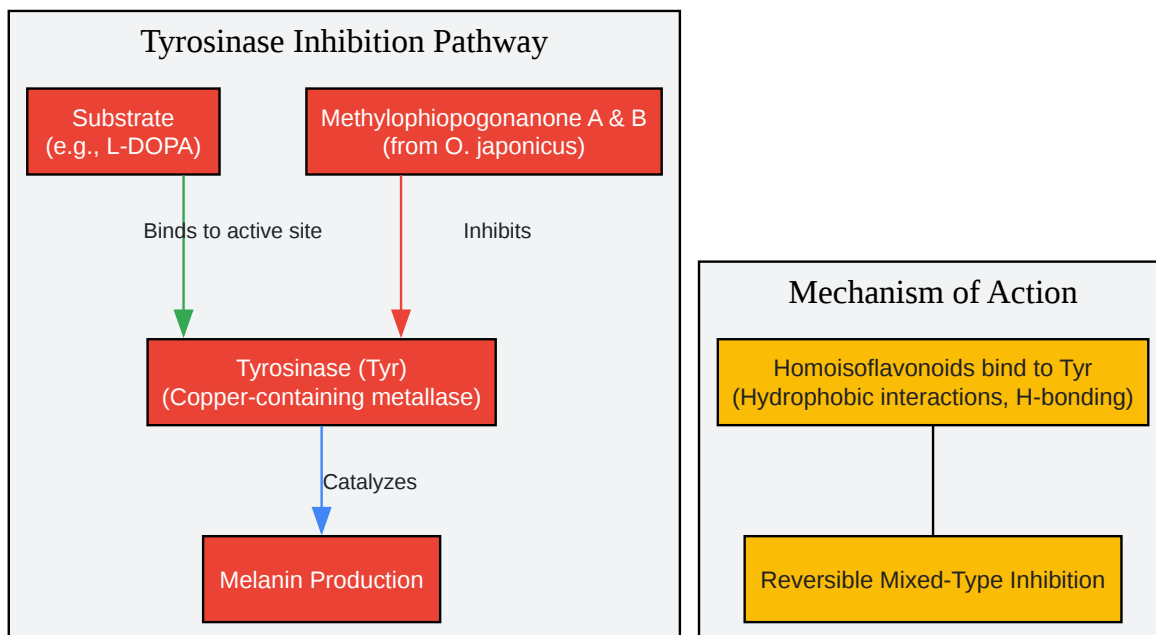 Tyrosinase Inhibition Pathway
Substrate
(e.g., L-DOPA)
Methylophiopogonanone A & B
(from O. japonicus)
Binds to active site
Inhibits
Tyrosinase (Tyr)
(Copper-containing metallase)
Catalyzes
Melanin Production
Mechanism of Action
Homoisoflavonoids bind to Tyr
(Hydrophobic interactions, H-bonding)
Reversible Mixed-Type Inhibition